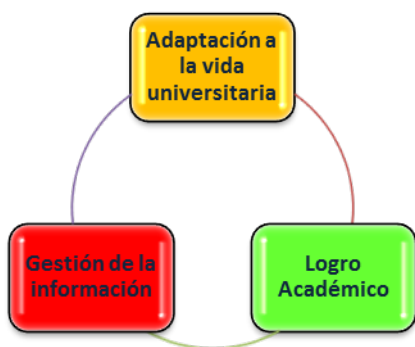 Adaptación a
la vida
universitaria
Gestión de la
información
Logro
Académico